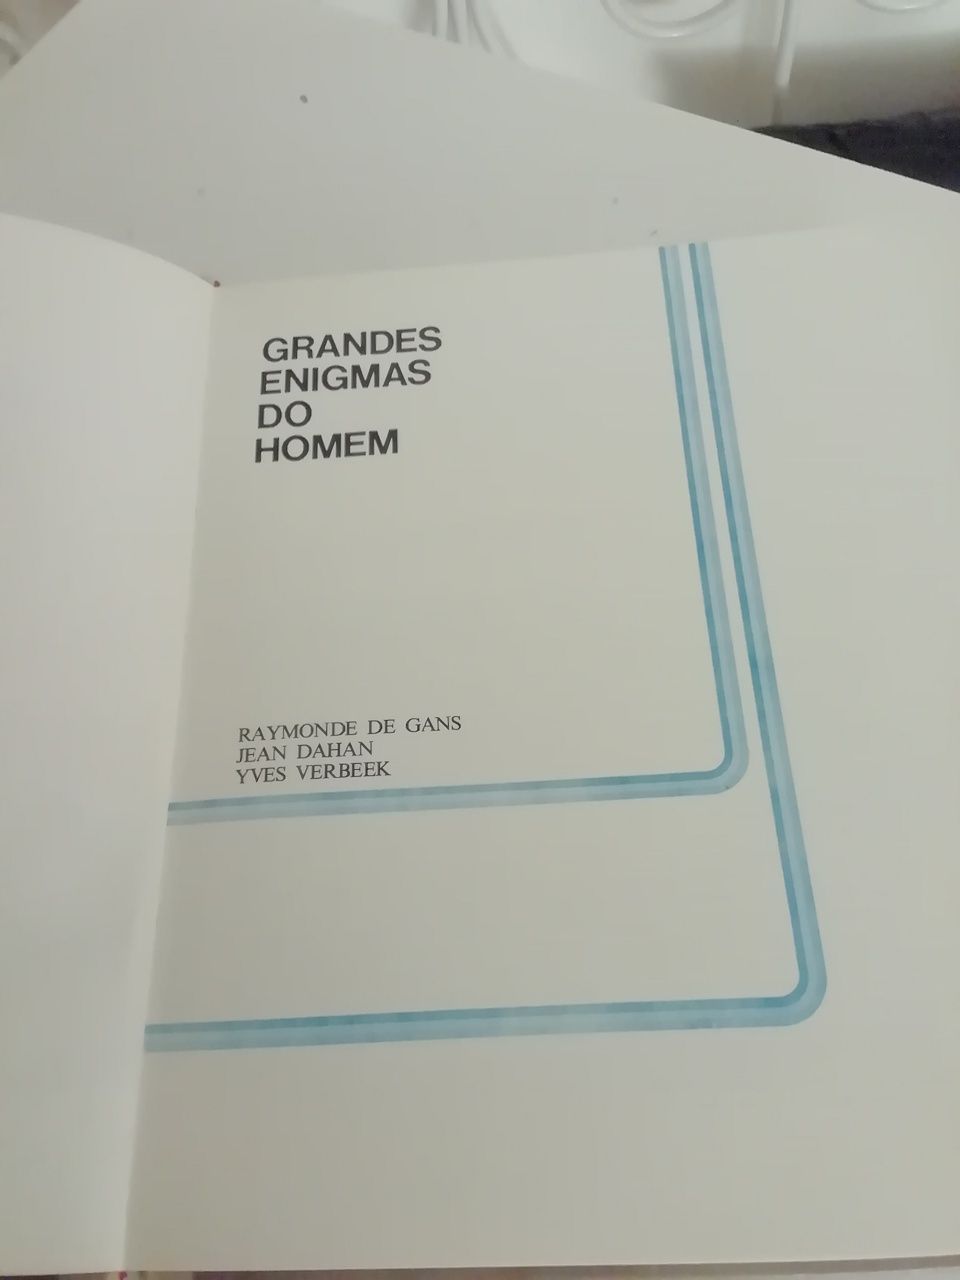 GRANDES
ENIGMAS
DO
HOMEM
RAYMONDE DE GANS
JEAN DAHAN
YVES VERBEEK